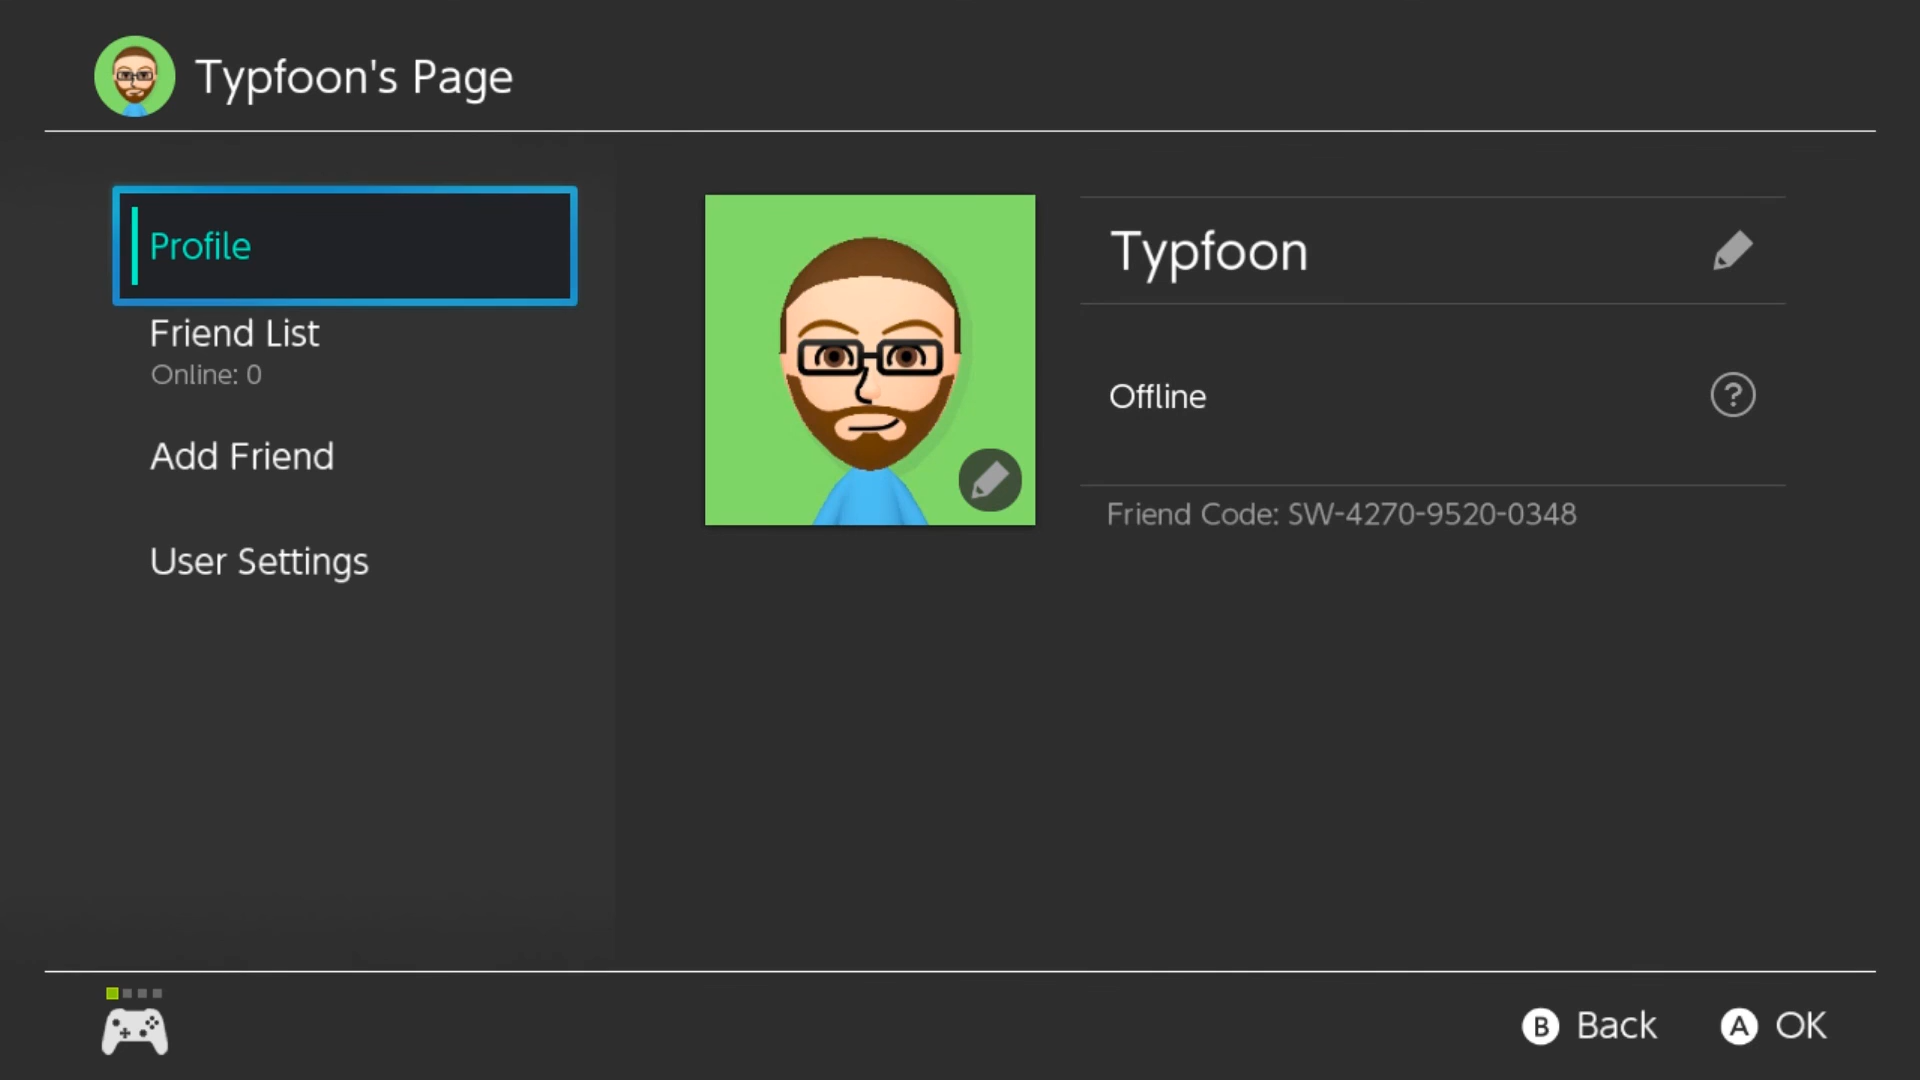 Typfoon's Page
Profile
Friend List
Online: 0
Add Friend
User Settings
Typfoon
Offline
?
Friend Code: SW-4270-9520-0348
B Back
A OK